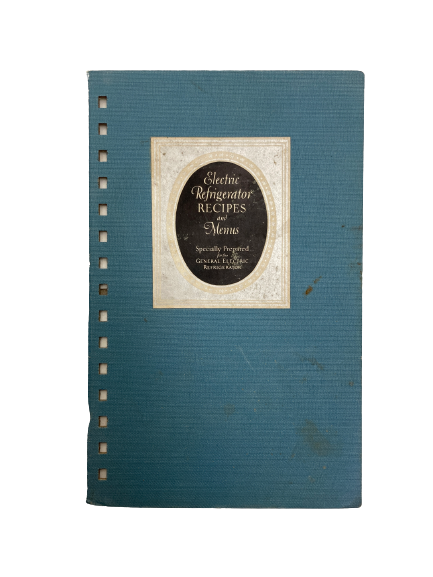 Electric
Refrigerator
RECIPES
and
Menus
Specially Prepared
for the
GENERAL ELECTRIC
REFRIGERATOR